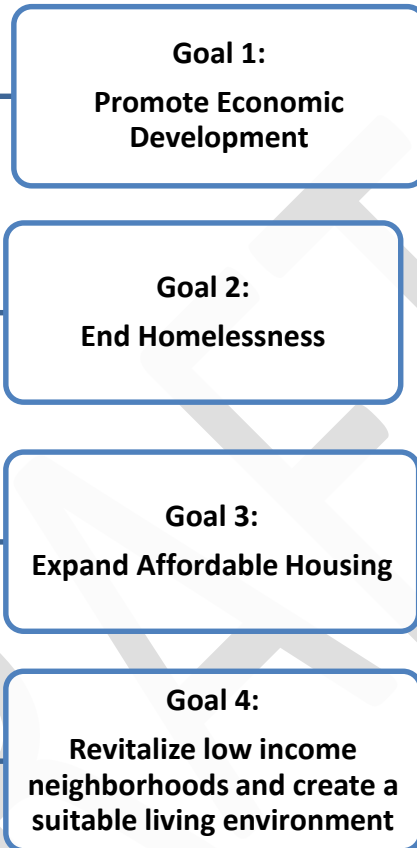 Goal 1:
Promote Economic
Development
Goal 2:
End Homelessness
Goal 3:
Expand Affordable Housing
Goal 4:
Revitalize low income
neighborhoods and create a
suitable living environment